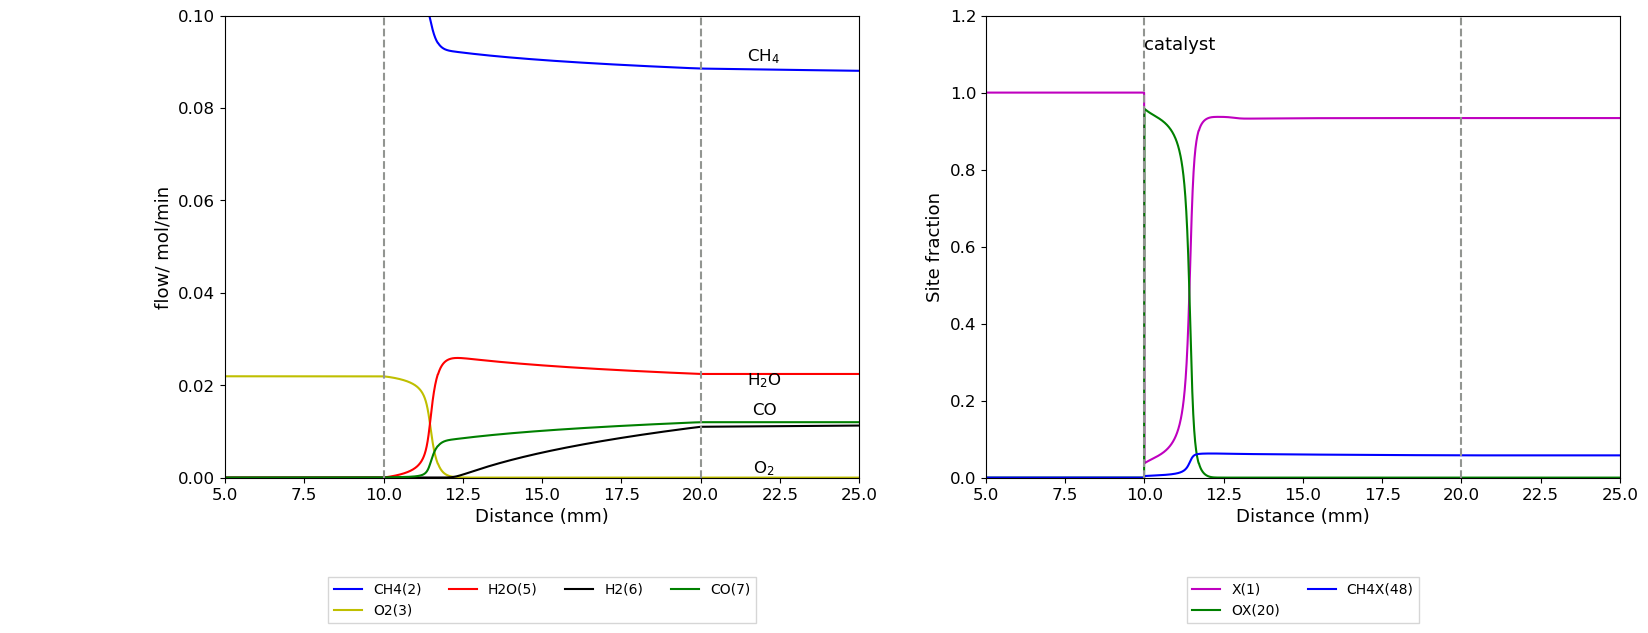 0.10
0.08
0.06
0.04
0.02
0.00
flow/ mol/min
CH₄
H₂O
CO
O₂
5.0 7.5 10.0 12.5 15.0 17.5 20.0 22.5 25.0
Distance (mm)
CH4(2) H2O(5) H2(6) CO(7)
O2(3)
1.2
1.0
0.8
0.6
0.4
0.2
0.0
Site fraction
catalyst
5.0 7.5 10.0 12.5 15.0 17.5 20.0 22.5 25.0
Distance (mm)
X(1) CH4X(48)
OX(20)